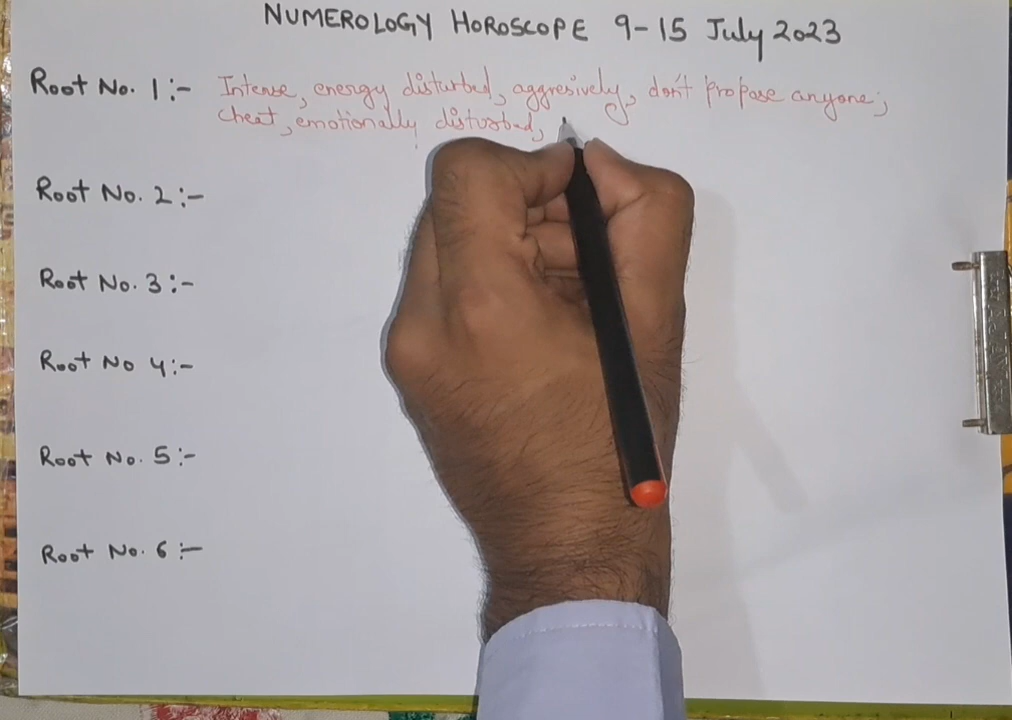 NUMEROLOGY HOROSCOPE 9-15 July 2023
Root No. 1:- Intense, energy disturbed, aggresively, don't propose anyone,
cheat, emotionally disturbed,
Root No. 2:-
Root No. 3:-
Root No 4:-
Root No. 5:-
Root No. 6:-